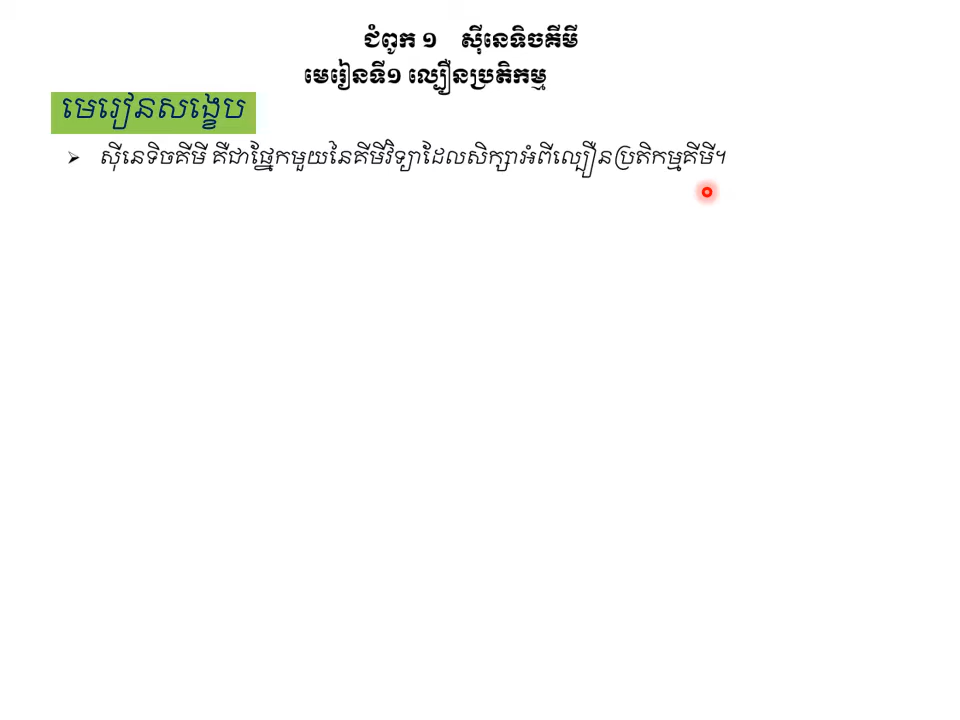 ជំពូក ១ ស៊ីនេទិចគីមី
មេរៀនទី១ ល្បឿនប្រតិកម្ម
មេរៀនសង្ខេប
ស៊ីនេទិចគីមី គឺជាផ្នែកមួយនៃគីមីវិទ្យាដែលសិក្សាអំពីល្បឿនប្រតិកម្មគីមី។